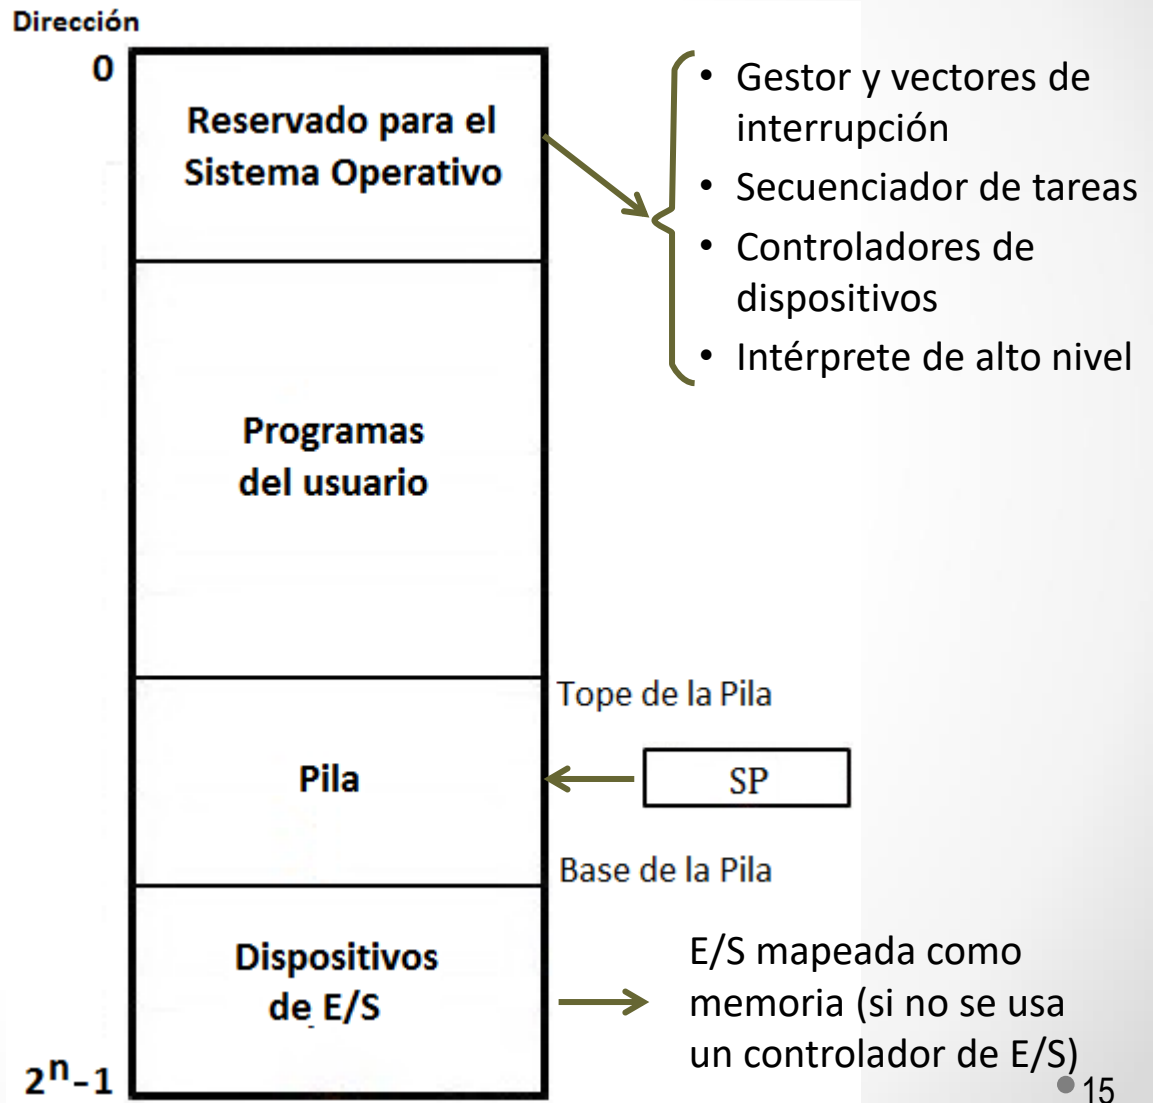 Dirección
0
Reservado para el
Sistema Operativo
• Gestor y vectores de
interrupción
• Secuenciador de tareas
• Controladores de
dispositivos
• Intérprete de alto nivel
Programas
del usuario
Tope de la Pila
Pila
SP
Base de la Pila
Dispositivos
de E/S
E/S mapeada como
memoria (si no se usa
un controlador de E/S)
2ⁿ-1
15